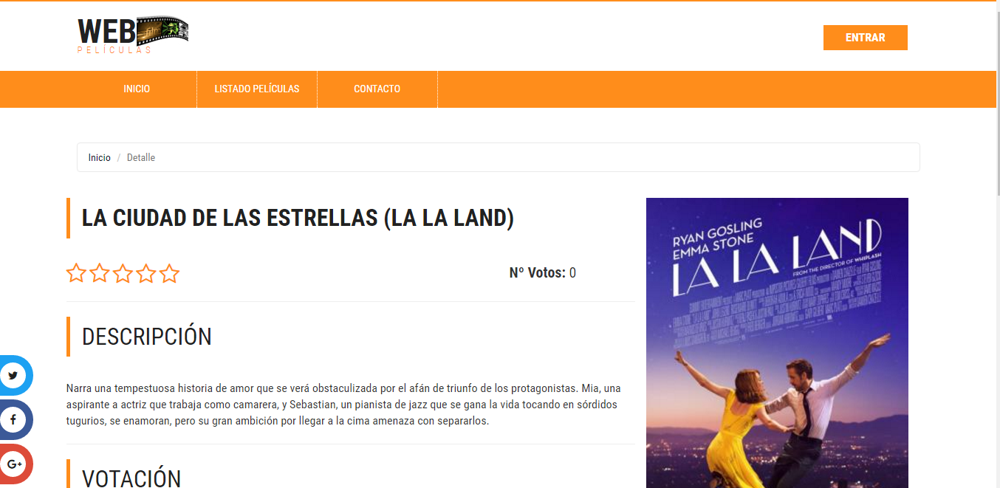 WEB film
PELÍCULAS
ENTRAR
INICIO
LISTADO PELÍCULAS
CONTACTO
Inicio / Detalle
LA CIUDAD DE LAS ESTRELLAS (LA LA LAND)
Nº Votos: 0
DESCRIPCIÓN
Narra una tempestuosa historia de amor que se verá obstaculizada por el afán de triunfo de los protagonistas. Mia, una
aspirante a actriz que trabaja como camarera, y Sebastian, un pianista de jazz que se gana la vida tocando en sórdidos
tugurios, se enamoran, pero su gran ambición por llegar a la cima amenaza con separarlos.
VOTACIÓN
RYAN GOSLING
EMMA STONE
LA LA LAND
FROM THE DIRECTOR OF WHIPLASH
f
G+